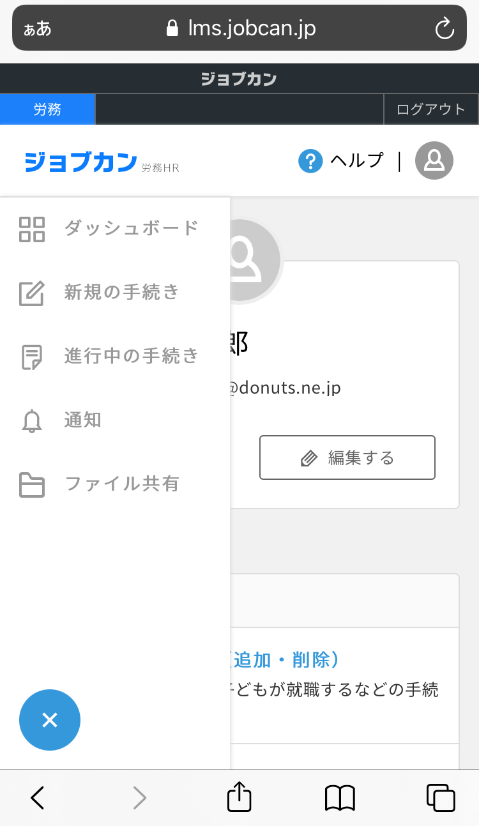 ぁあ lms.jobcan.jp
ジョブカン
労務 ログアウト
ジョブカン 労務HR ? ヘルプ |
ダッシュボード
新規の手続き
郎
進行中の手続き
@donuts.ne.jp
通知
編集する
ファイル共有
(追加・削除)
子どもが就職するなどの手続